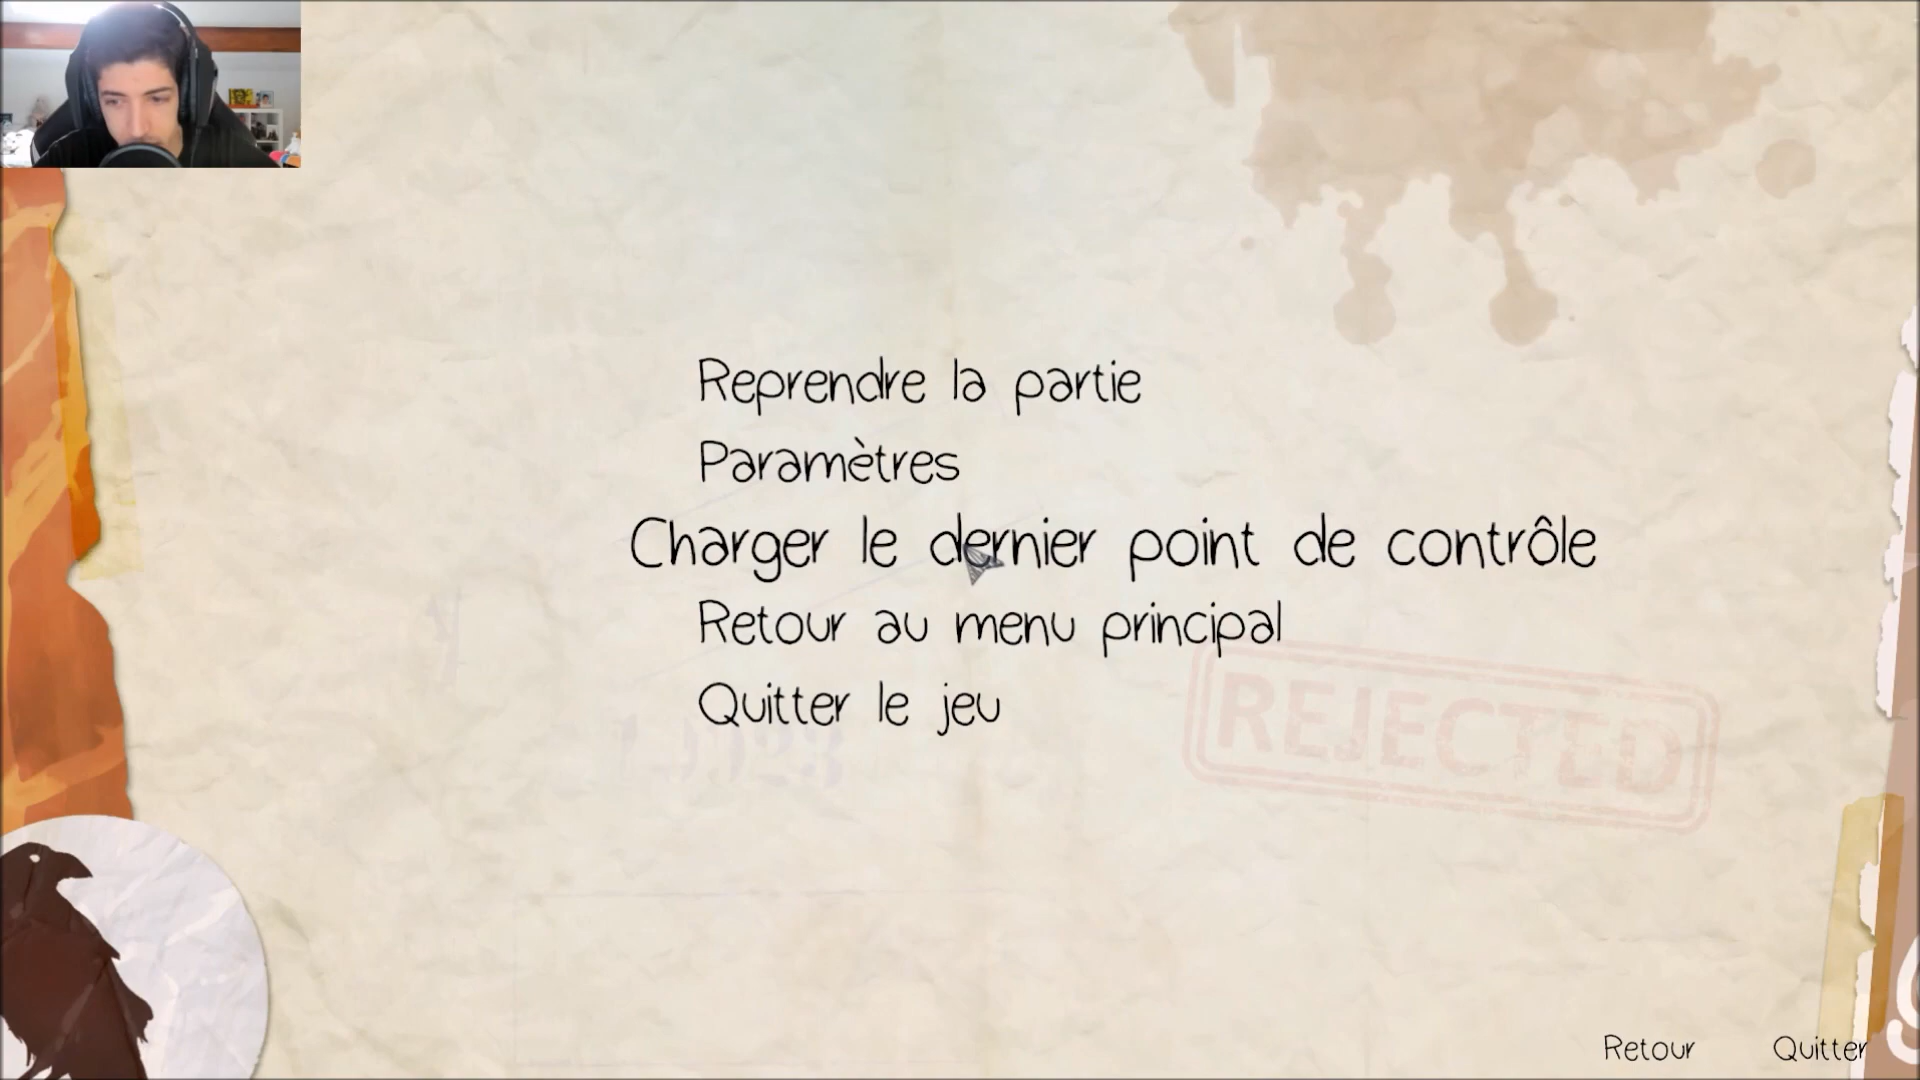 Reprendre la partie
Paramètres
Charger le dernier point de contrôle
Retour au menu principal
Quitter le jeu
REJECTED
Retour
Quitter